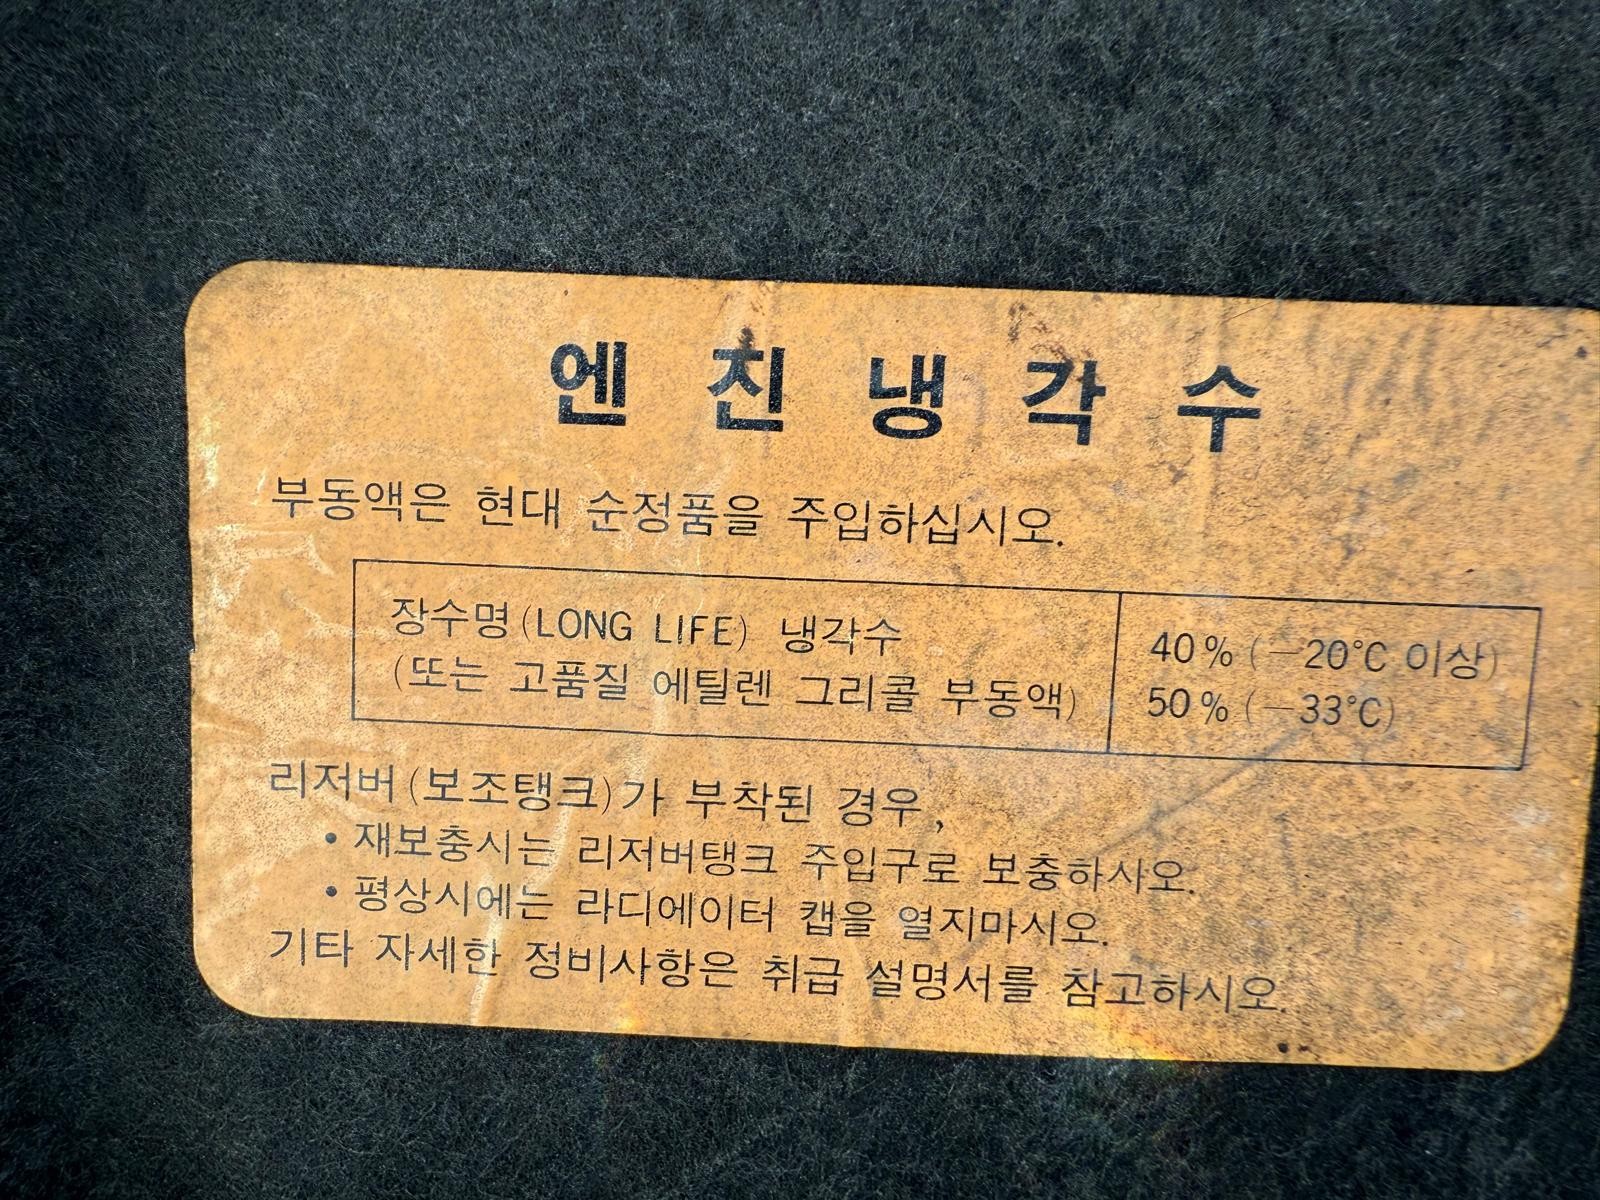 엔진냉각수
부동액은 현대 순정품을 주입하십시오.
장수명(LONG LIFE) 냉각수
(또는 고품질 에틸렌 그리콜 부동액)
40%(-20℃ 이상)
50%(-33℃)
리저버(보조탱크)가 부착된 경우,
• 재보충시는 리저버탱크 주입구로 보충하사오.
• 평상시에는 라디에이터 캡을 열지마시오.
기타 자세한 정비사항은 취급 설명서를 참고하시오.